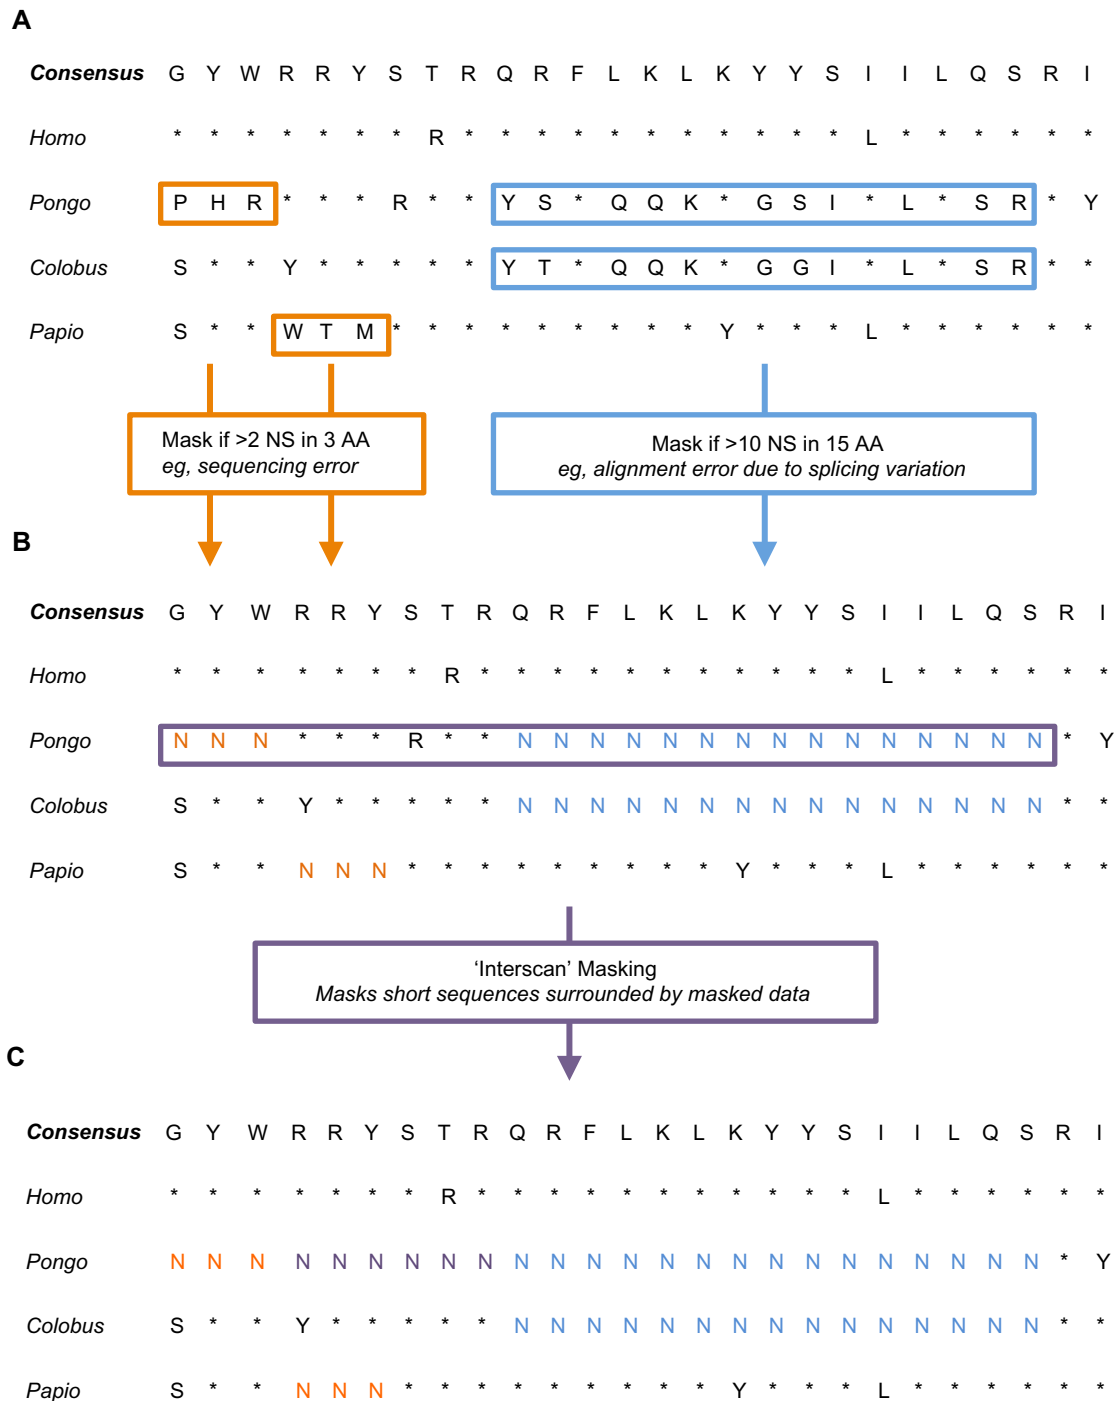 A
Consensus G Y W R R Y S T R Q R F L K L K Y Y S I I L Q S R I
Homo * * * * * * * R * * * * * * * * * * * L * * * * * *
Pongo P H R * * * R * * Y S * Q Q K * G S I * L * S R * Y
Colobus S * * Y * * * * * Y T * Q Q K * G G I * L * S R * *
Papio S * * W T M * * * * * * * * * Y * * * L * * * * * *
Mask if >2 NS in 3 AA
eg, sequencing error
Mask if >10 NS in 15 AA
eg, alignment error due to splicing variation
B
Consensus G Y W R R Y S T R Q R F L K L K Y Y S I I L Q S R I
Homo * * * * * * * R * * * * * * * * * * * L * * * * * *
Pongo N N N * * * R * * N N N N N N N N N N N N N N N * Y
Colobus S * * Y * * * * * N N N N N N N N N N N N N N N * *
Papio S * * N N N * * * * * * * * * Y * * * L * * * * * *
‘Interscan’ Masking
Masks short sequences surrounded by masked data
C
Consensus G Y W R R Y S T R Q R F L K L K Y Y S I I L Q S R I
Homo * * * * * * * R * * * * * * * * * * * L * * * * * *
Pongo N N N N N N N N N N N N N N N N N N N N N N N N * Y
Colobus S * * Y * * * * * N N N N N N N N N N N N N N N * *
Papio S * * N N N * * * * * * * * * Y * * * L * * * * * *